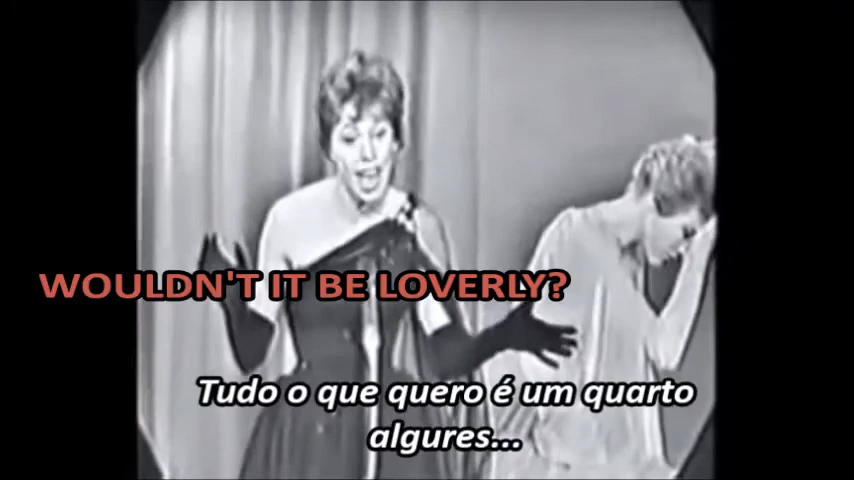 WOULDN'T IT BE LOVERLY?
Tudo o que quero é um quarto
algures...